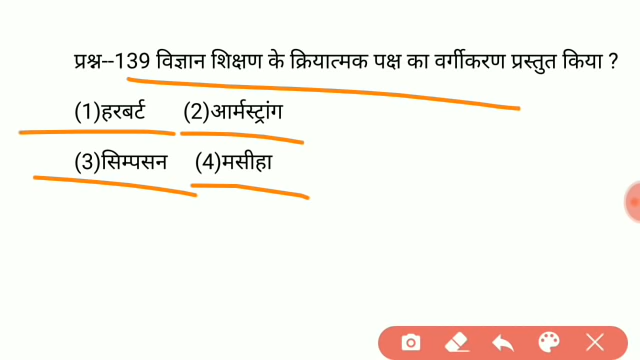 प्रश्न--139 विज्ञान शिक्षण के क्रियात्मक पक्ष का वर्गीकरण प्रस्तुत किया ?
(1)हरबर्ट (2)आर्मस्ट्रांग
(3)सिम्पसन (4)मसीहा